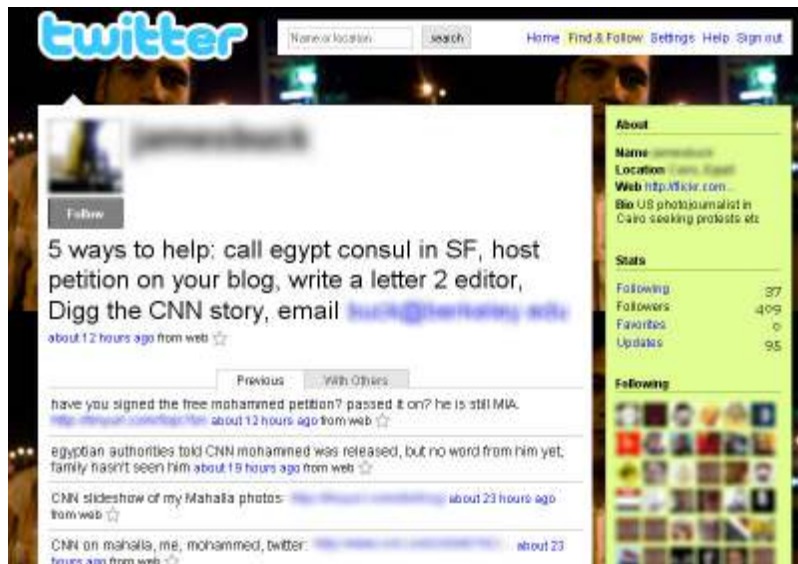 twitter
Name or location
search
Home Find & Follow Settings Help Sign out
Follow
5 ways to help: call egypt consul in SF, host
petition on your blog, write a letter 2 editor,
Digg the CNN story, email
about 12 hours ago from web
Previous
With Others
have you signed the free mohammed petition? passed it on? he is still MIA.
about 12 hours ago from web
egyptian authorities told CNN mohammed was released, but no word from him yet,
family hasn't seen him about 19 hours ago from web
CNN slideshow of my Mahalla photos: about 23 hours ago
from web
CNN on mahalla, me, mohammed, twitter: about 23
hours ago from web
About
Name
Location
Web http://flickr.com...
Bio US photojournalist in
Cairo seeking protests etc
Stats
Following 37
Followers 409
Favorites 0
Updates 95
Following